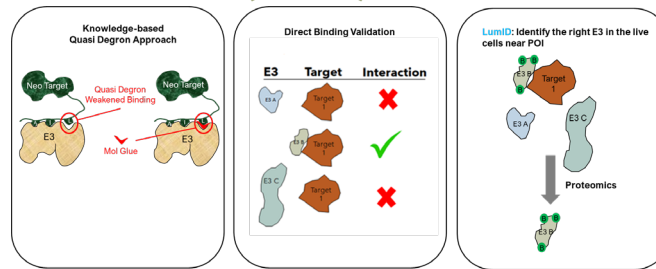 Knowledge-based
Quasi Degron Approach
Neo Target
Neo Target
Quasi Degron
Weakened Binding
E3
E3
Mol Glue
Direct Binding Validation
E3 Target Interaction
E3 A
Target
1
E3 B
Target
1
E3 C
Target
1
LumID: Identify the right E3 in the live
cells near POI
B
B
E3 B
B
Target
1
E3 A
E3 C
Proteomics
B
B
E3 B
B